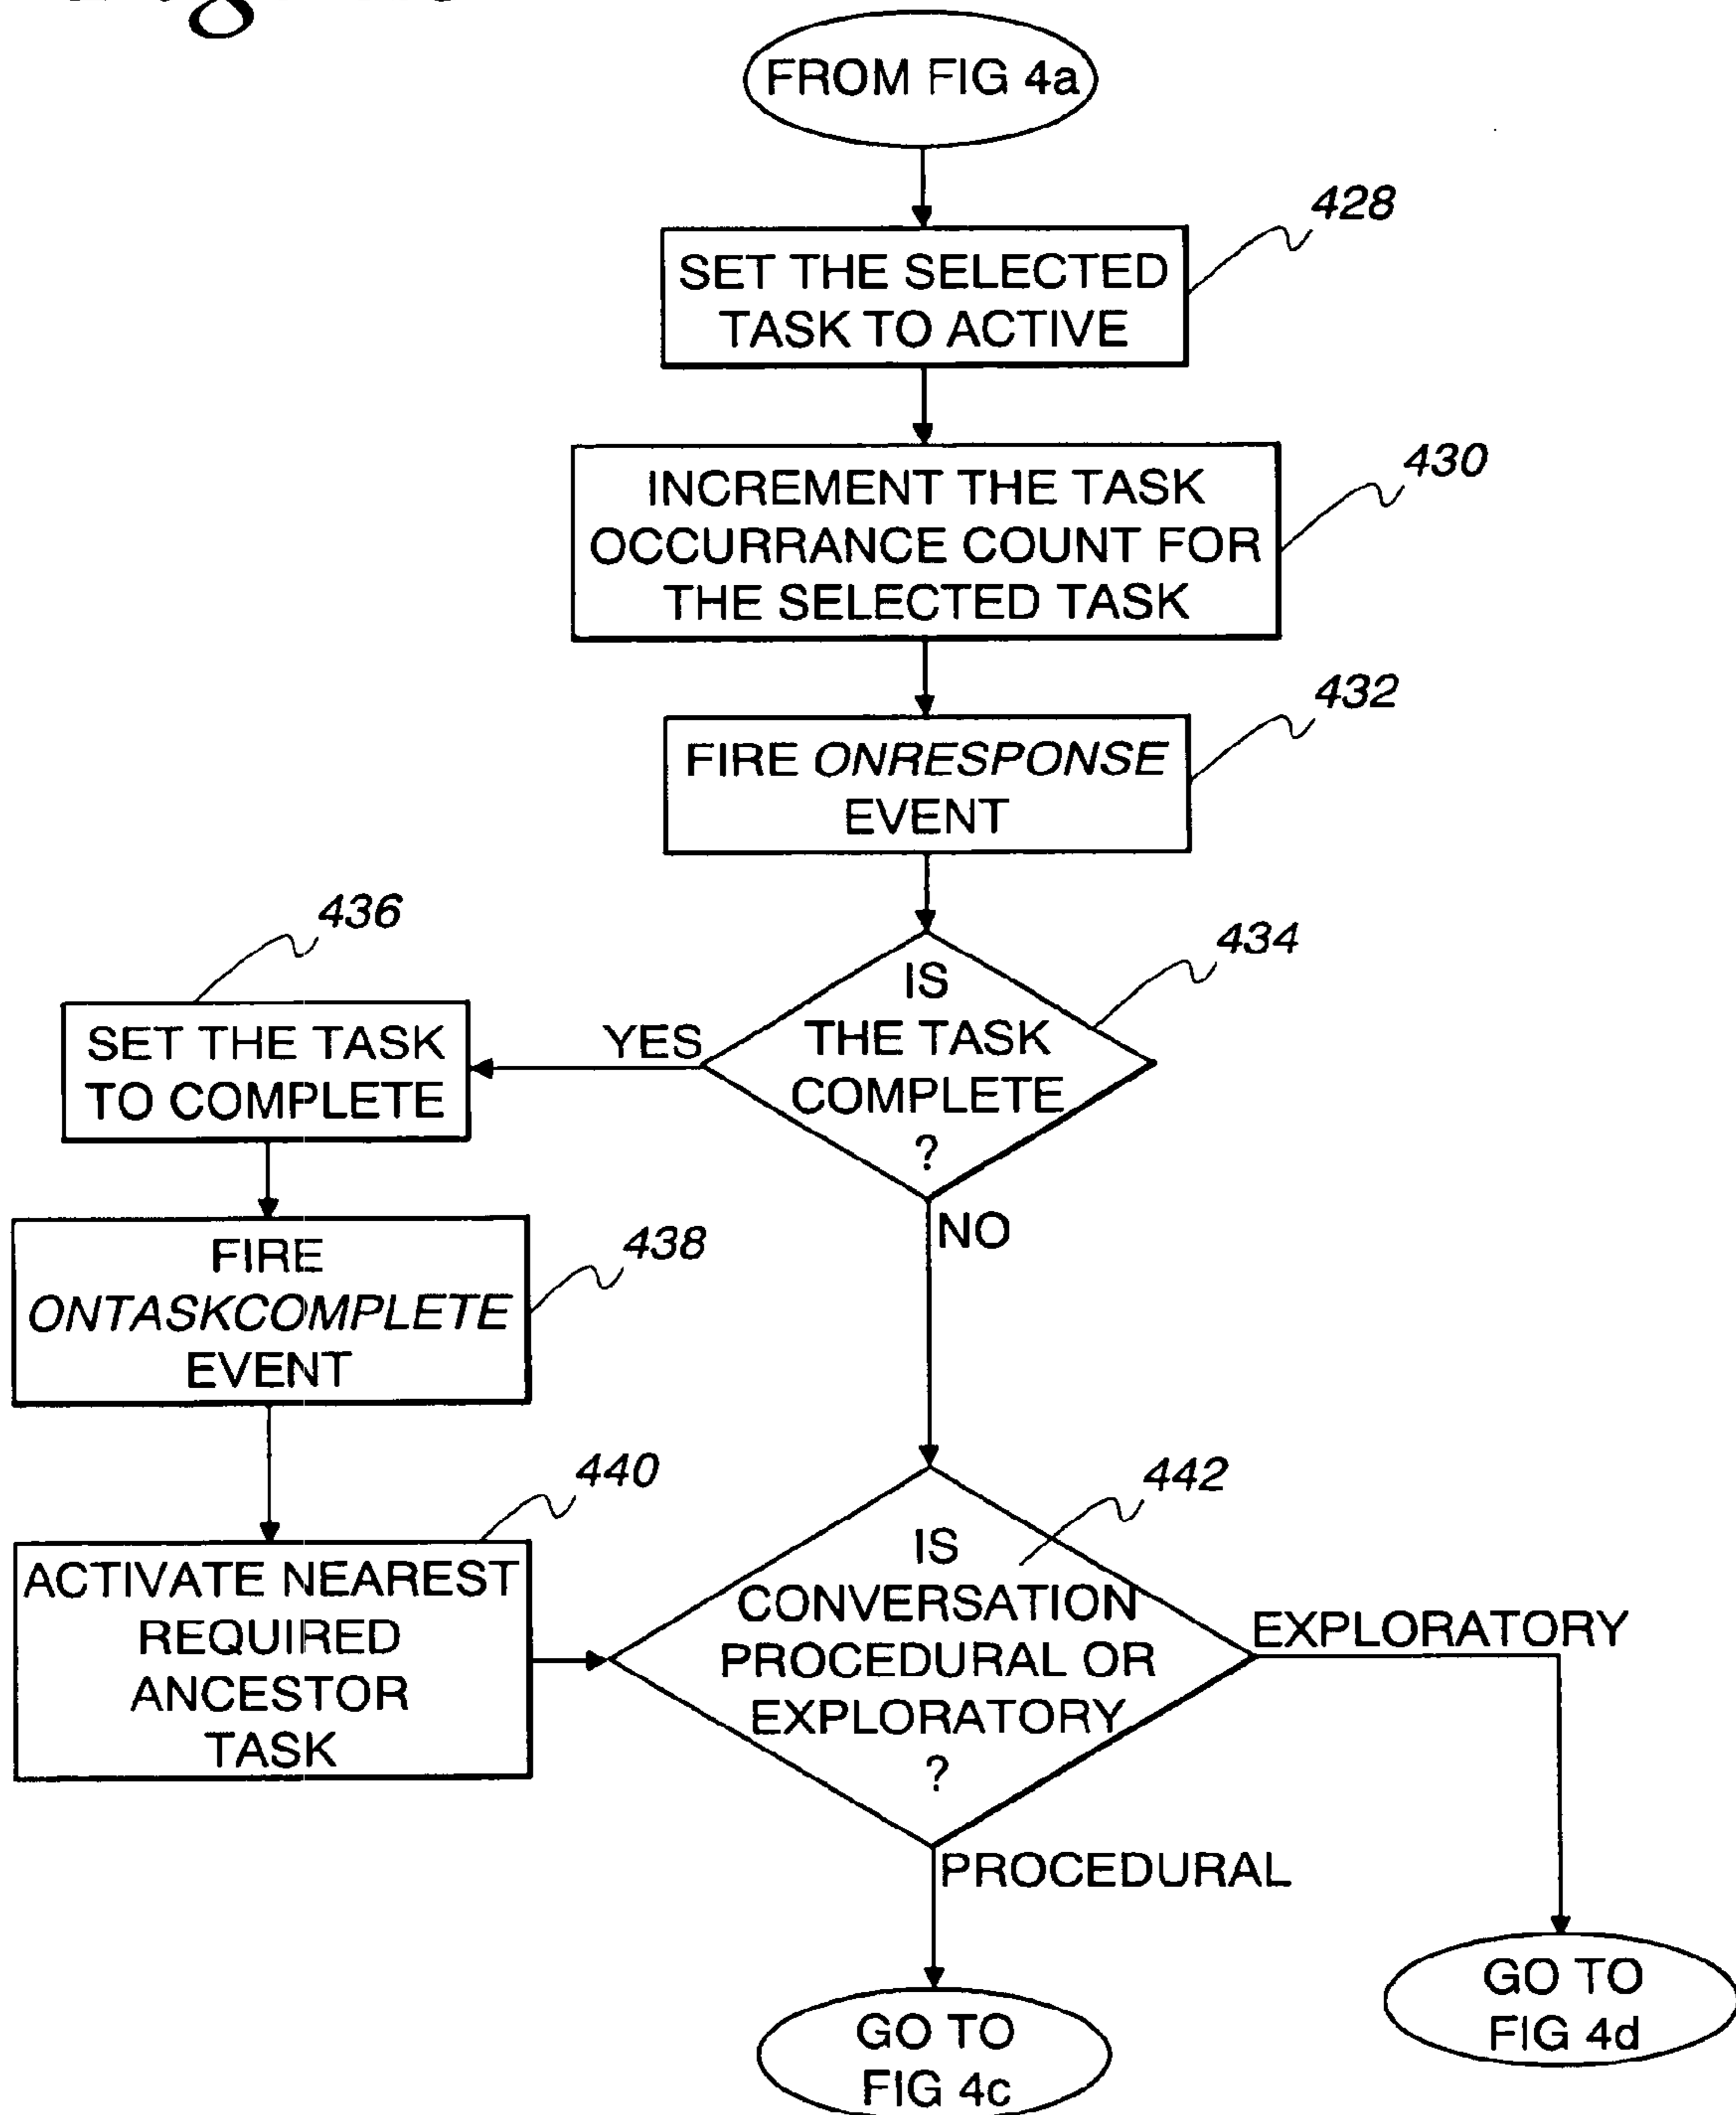 FROM FIG 4a
428
SET THE SELECTED
TASK TO ACTIVE
430
INCREMENT THE TASK
OCCURRANCE COUNT FOR
THE SELECTED TASK
432
FIRE ONRESPONSE
EVENT
434
IS
THE TASK
COMPLETE
?
YES
NO
436
SET THE TASK
TO COMPLETE
438
FIRE
ONTASKCOMPLETE
EVENT
440
ACTIVATE NEAREST
REQUIRED
ANCESTOR
TASK
442
IS
CONVERSATION
PROCEDURAL OR
EXPLORATORY
?
EXPLORATORY
PROCEDURAL
GO TO
FIG 4d
GO TO
FIG 4c